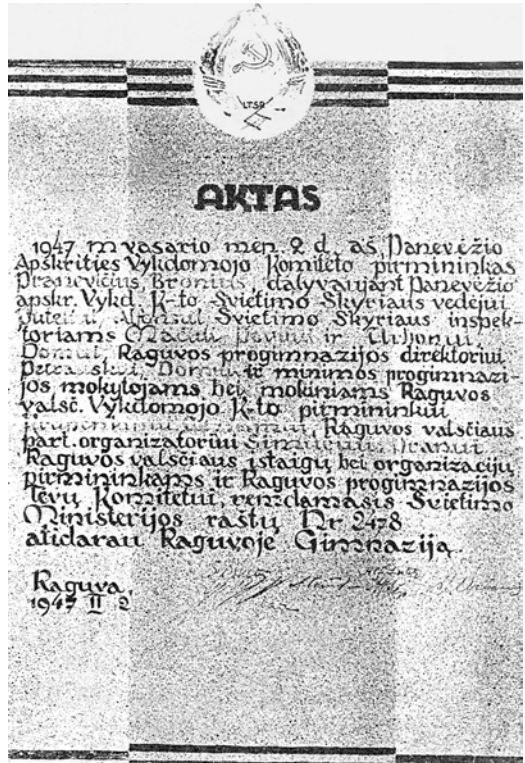 LTSR
AKTAS
1947 m vasario mėn 2 d. aš, Panevėžio
Apskrities Vykdomojo Komiteto pirmininkas
Pranevičius, Bronius, dalyvaujant Panevėžio
apskr. Vykd. K-to Švietimo Skyriaus vedėjui
Švietimo Skyriaus inspek-
toriams ir
Domui, Raguvos progimnazijos direktoriui
Petrauskui, Domui ir minimos progimnazi-
jos mokytojams bei mokiniams Raguvos
valsč. Vykdomojo K-to pirmininkui
Raguvos valsčiaus
part. organizatoriui
Raguvos valsčiaus įstaigų bei organizacijų
pirmininkams ir Raguvos progimnazijos
Tėvų Komitetui, remdamasis Švietimo
Ministerijos raštu Nr 2478
atidarau Raguvoje Gimnaziją.
Raguva,
1947 II 2